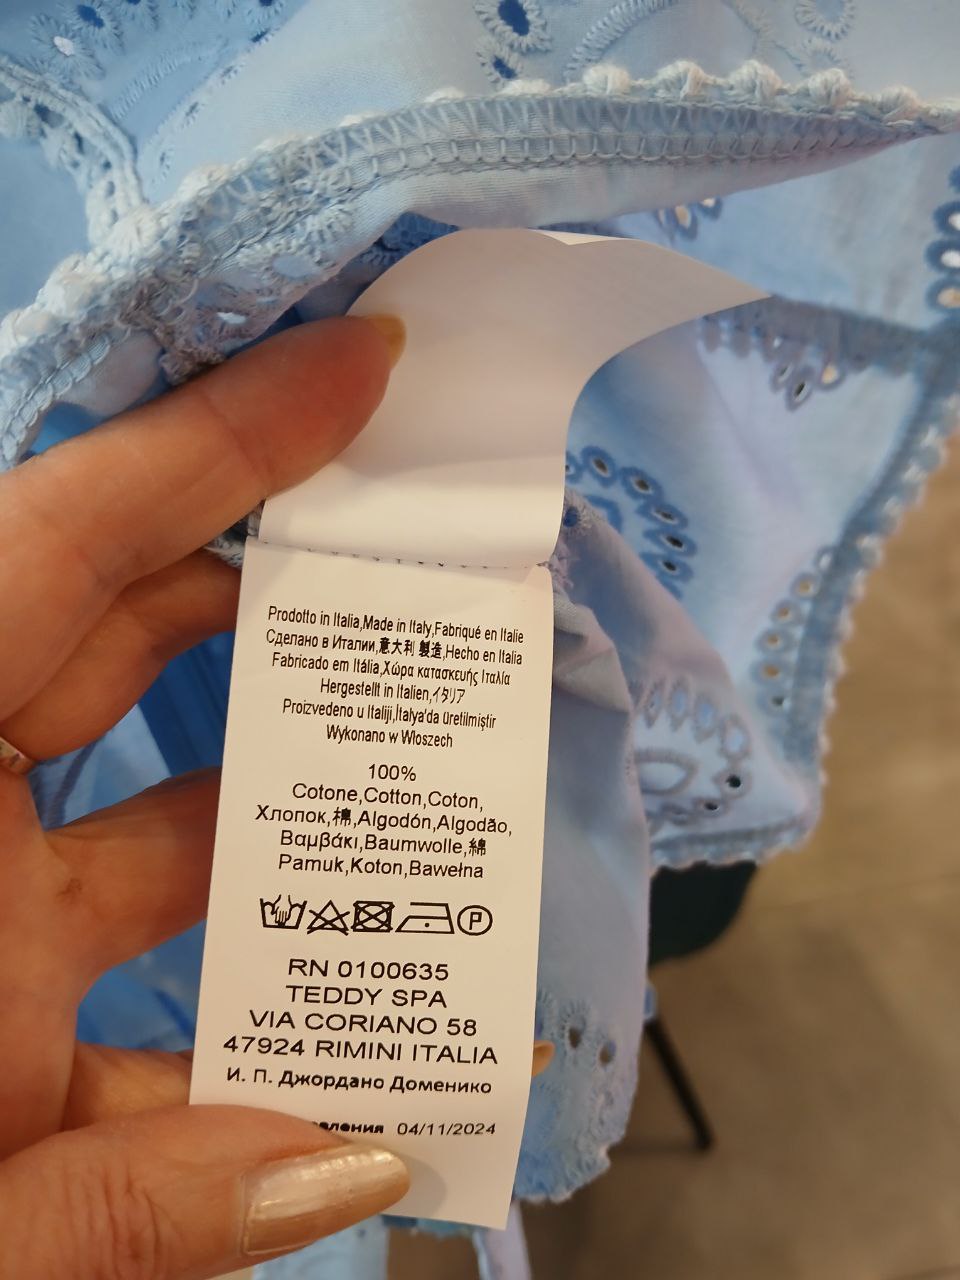 Prodotto in Italia,Made in Italy,Fabriqué en Italie
Сделано в Италии,意大利 製造,Hecho en Italia
Fabricado em Itália,Χώρα κατασκευής Ιταλία
Hergestellt in Italien,イタリア
Proizvedeno u Italiji,İtalya'da üretilmiştir
Wykonano w Wloszech
100%
Cotone,Cotton,Coton,
Хлопок,棉,Algodón,Algodão,
Βαμβάκι,Baumwolle,綿
Pamuk,Koton,Bawełna
P
RN 0100635
TEDDY SPA
VIA CORIANO 58
47924 RIMINI ITALIA
И. П. Джордано Доменико
04/11/2024